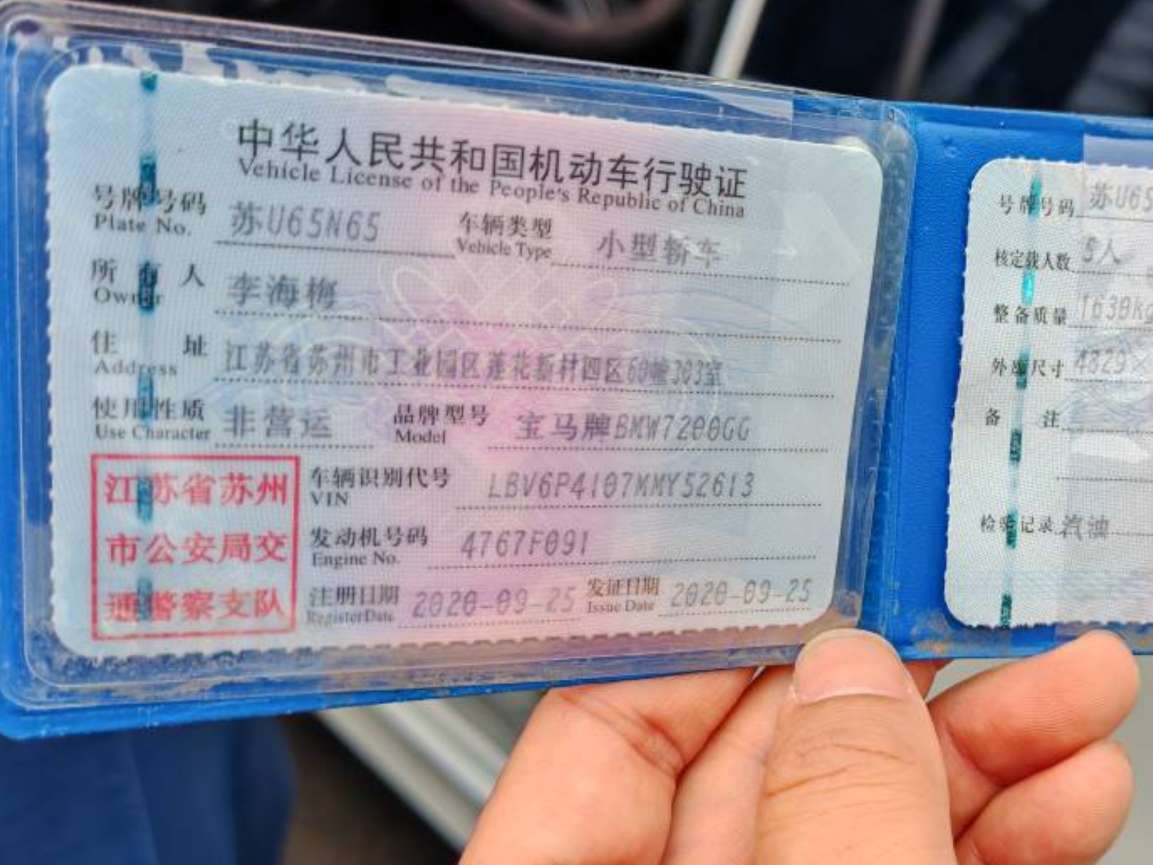 中华人民共和国机动车行驶证
Vehicle License of the People's Republic of China
号牌号码 苏U65N65 车辆类型 小型轿车
Plate No. Vehicle Type
所有人 李海梅
Owner
住址 江苏省苏州市工业园区莲花新村四区60幢303室
Address
使用性质 非营运 品牌型号 宝马牌BMW7200GG
Use Character Model
江苏省苏州
市公安局交
通警察支队
车辆识别代号 LBV6P4107MMY52613
VIN
发动机号码 4767F091
Engine No.
注册日期 2020-09-25 发证日期 2020-09-25
Register Date Issue Date
号牌号码 苏U65
核定载人数 5人
整备质量 1630kg
外廓尺寸 4829×
备注
检验记录 汽油